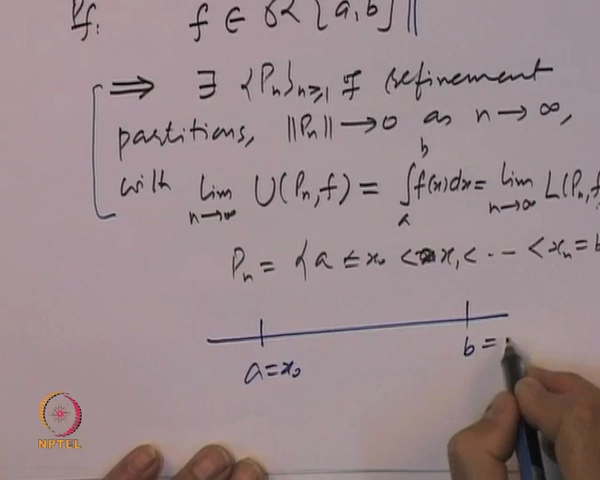 Pf: f ∈ R[a,b]
⟹ ∃ {Pn}n≥1 of refinement
partitions, ||Pn|| → 0 as n → ∞,
with lim n→∞ U(Pn, f) = ∫ₐᵇ f(x)dx = lim n→∞ L(Pn, f
Pn = { a = x₀ < x₁ < ··· < xn = b
a = x₀ b =
NPTEL